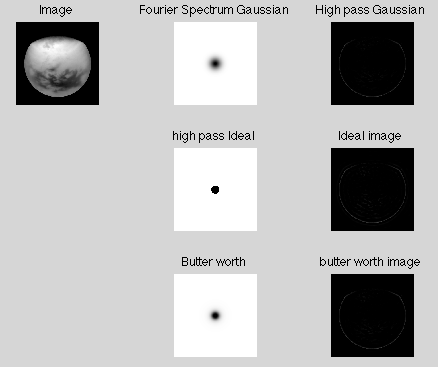 Image
Fourier Spectrum Gaussian
High pass Gaussian
high pass Ideal
Ideal image
Butter worth
butter worth image